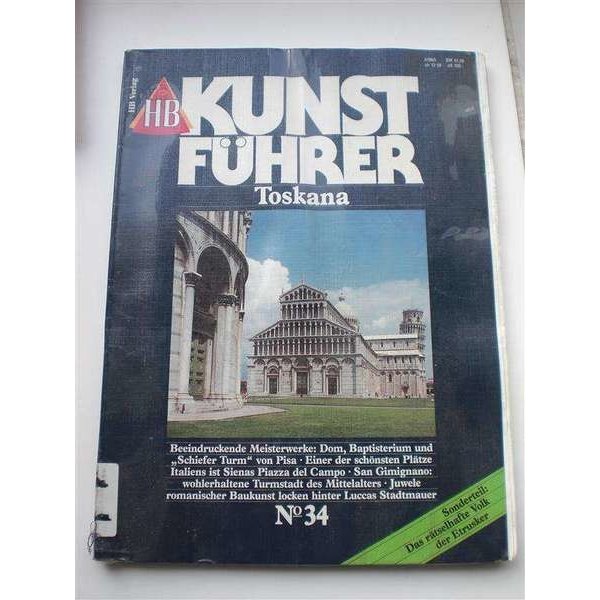 HB Verlag
HB
KUNST
FÜHRER
Toskana
Beeindruckende Meisterwerke: Dom, Baptisterium und
„Schiefer Turm“ von Pisa · Einer der schönsten Plätze
Italiens ist Sienas Piazza del Campo · San Gimignano:
wohlerhaltene Turmstadt des Mittelalters · Juwele
romanischer Baukunst locken hinter Luccas Stadtmauer
Nº 34
Sonderteil:
Das rätselhafte Volk
der Etrusker